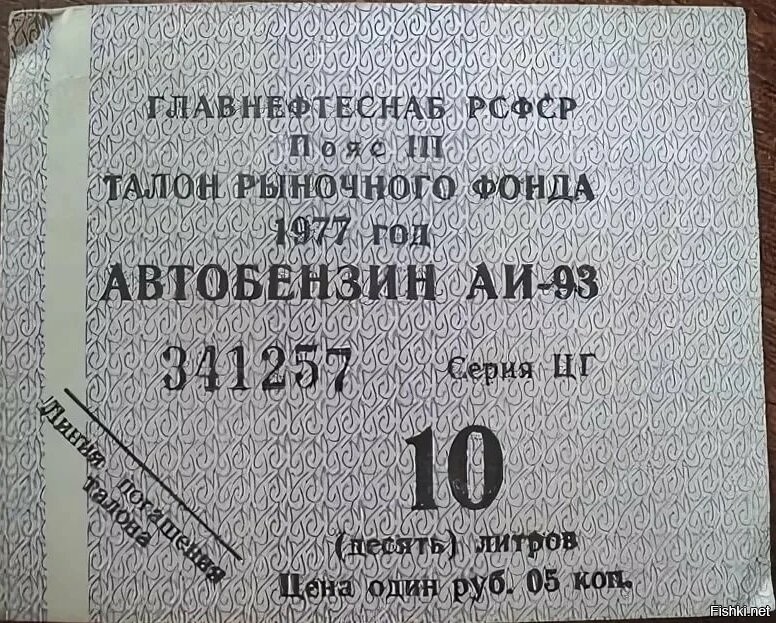 ГЛАВНЕФТЕСНАБ РСФСР
Пояс III
ТАЛОН РЫНОЧНОГО ФОНДА
1977 год
АВТОБЕНЗИН АИ-93
341257 Серия ЦГ
Линия погашения
талона
10
(десять) литров
Цена один руб. 05 коп.
Fishki.net